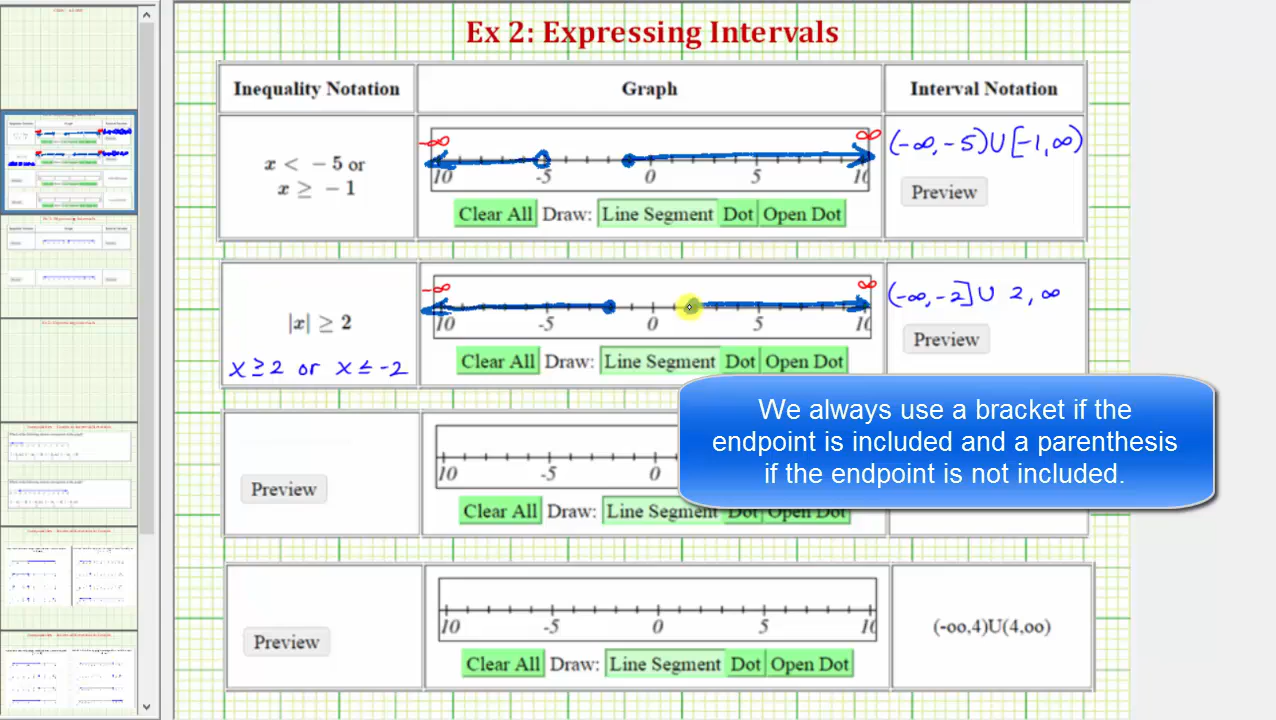 Ex 2: Expressing Intervals
Inequality Notation Graph Interval Notation
x < - 5 or
x ≥ - 1
-∞ ∞
10 -5 0 5 10
Clear All Draw: Line Segment Dot Open Dot
(-∞, -5) U [-1, ∞)
Preview
|x| ≥ 2
x ≥ 2 or x ≤ -2
-∞ ∞
10 -5 0 5 10
Clear All Draw: Line Segment Dot Open Dot
(-∞, -2] U 2, ∞
Preview
We always use a bracket if the
endpoint is included and a parenthesis
if the endpoint is not included.
Preview
10 -5 0
Clear All Draw: Line Segment Dot Open Dot
Preview
10 -5 0 5 10
Clear All Draw: Line Segment Dot Open Dot
(-oo,4)U(4,oo)